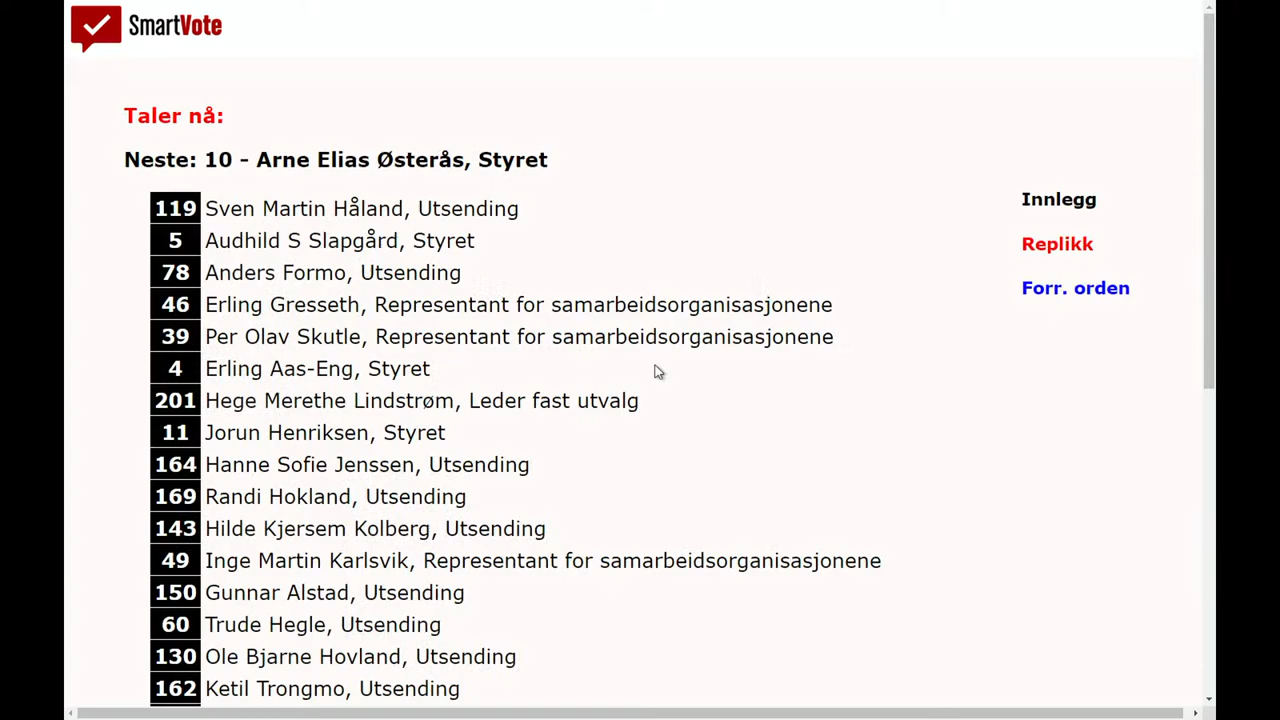 SmartVote
Taler nå:
Neste: 10 - Arne Elias Østerås, Styret
119 Sven Martin Håland, Utsending
5 Audhild S Slapgård, Styret
78 Anders Formo, Utsending
46 Erling Gresseth, Representant for samarbeidsorganisasjonene
39 Per Olav Skutle, Representant for samarbeidsorganisasjonene
4 Erling Aas-Eng, Styret
201 Hege Merethe Lindstrøm, Leder fast utvalg
11 Jorun Henriksen, Styret
164 Hanne Sofie Jenssen, Utsending
169 Randi Hokland, Utsending
143 Hilde Kjersem Kolberg, Utsending
49 Inge Martin Karlsvik, Representant for samarbeidsorganisasjonene
150 Gunnar Alstad, Utsending
60 Trude Hegle, Utsending
130 Ole Bjarne Hovland, Utsending
162 Ketil Trongmo, Utsending
Innlegg
Replikk
Forr. orden